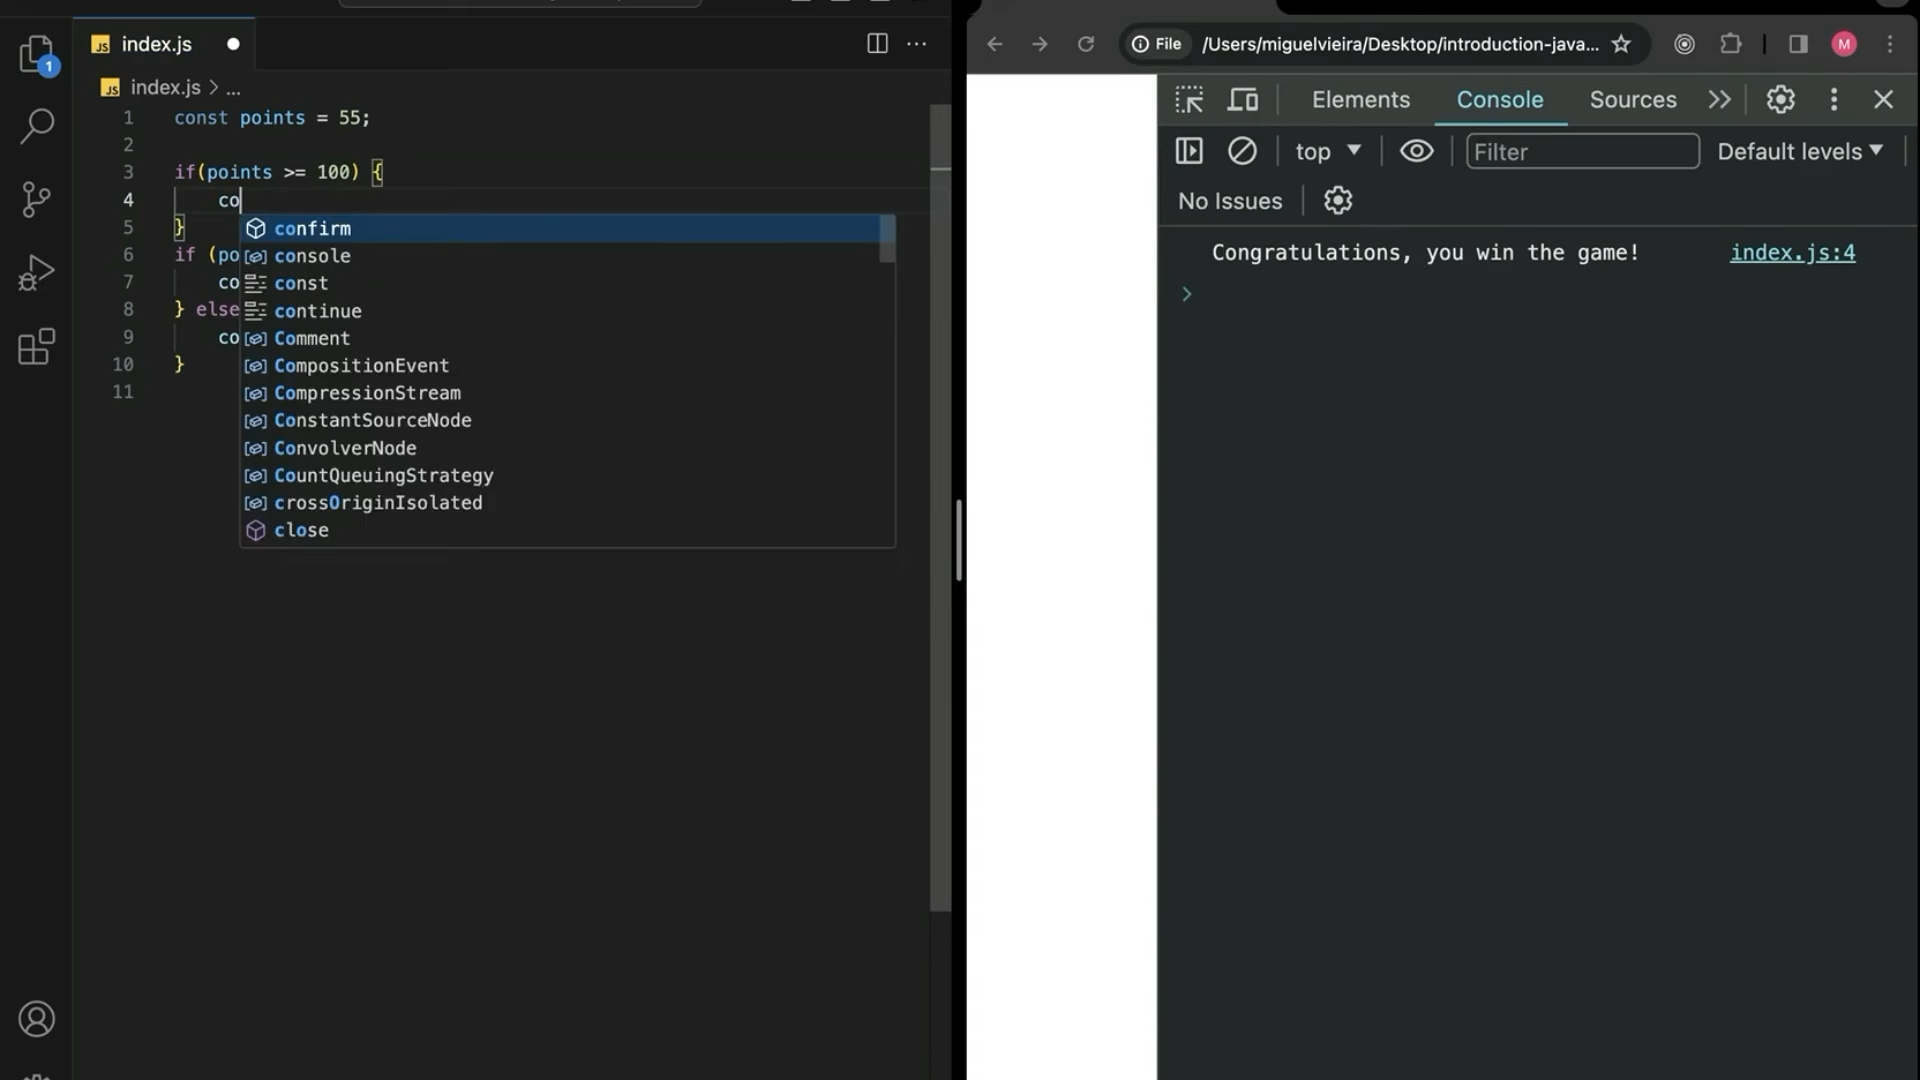 index.js
index.js > ...
1 const points = 55;
2
3 if(points >= 100) {
4 co
5 }
6 if (po
7 co
8 } else
9 co
10 }
11
confirm
console
const
continue
Comment
CompositionEvent
CompressionStream
ConstantSourceNode
ConvolverNode
CountQueuingStrategy
crossOriginIsolated
close
1
File /Users/miguelvieira/Desktop/introduction-java...
M
Elements Console Sources
top Filter Default levels
No Issues
Congratulations, you win the game! index.js:4